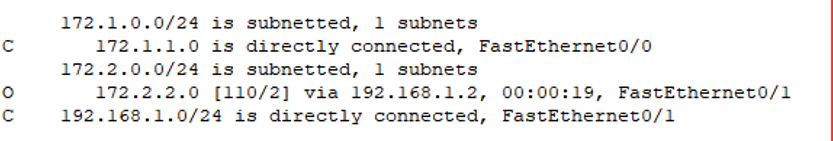 172.1.0.0/24 is subnetted, 1 subnets
C 172.1.1.0 is directly connected, FastEthernet0/0
172.2.0.0/24 is subnetted, 1 subnets
O 172.2.2.0 [110/2] via 192.168.1.2, 00:00:19, FastEthernet0/1
C 192.168.1.0/24 is directly connected, FastEthernet0/1